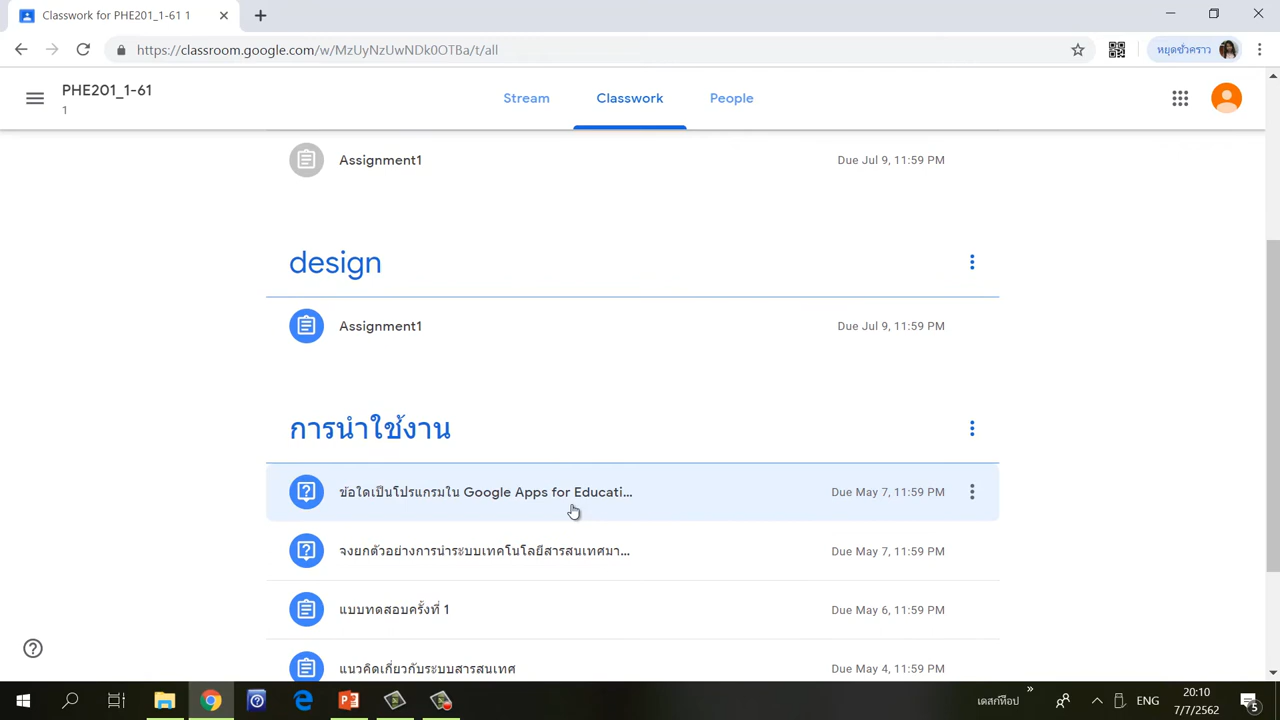 Classwork for PHE201_1-61 1
https://classroom.google.com/w/MzUyNzUwNDk0OTBa/t/all
หยุดชั่วคราว
PHE201_1-61
1
Stream
Classwork
People
Assignment1
Due Jul 9, 11:59 PM
design
Assignment1
Due Jul 9, 11:59 PM
การนำใช้งาน
ข้อใดเป็นโปรแกรมใน Google Apps for Educati...
Due May 7, 11:59 PM
จงยกตัวอย่างการนำระบบเทคโนโลยีสารสนเทศมา...
Due May 7, 11:59 PM
แบบทดสอบครั้งที่ 1
Due May 6, 11:59 PM
แนวคิดเกี่ยวกับระบบสารสนเทศ
Due May 4, 11:59 PM
เดสก์ท็อป
ENG
20:10
7/7/2562
5